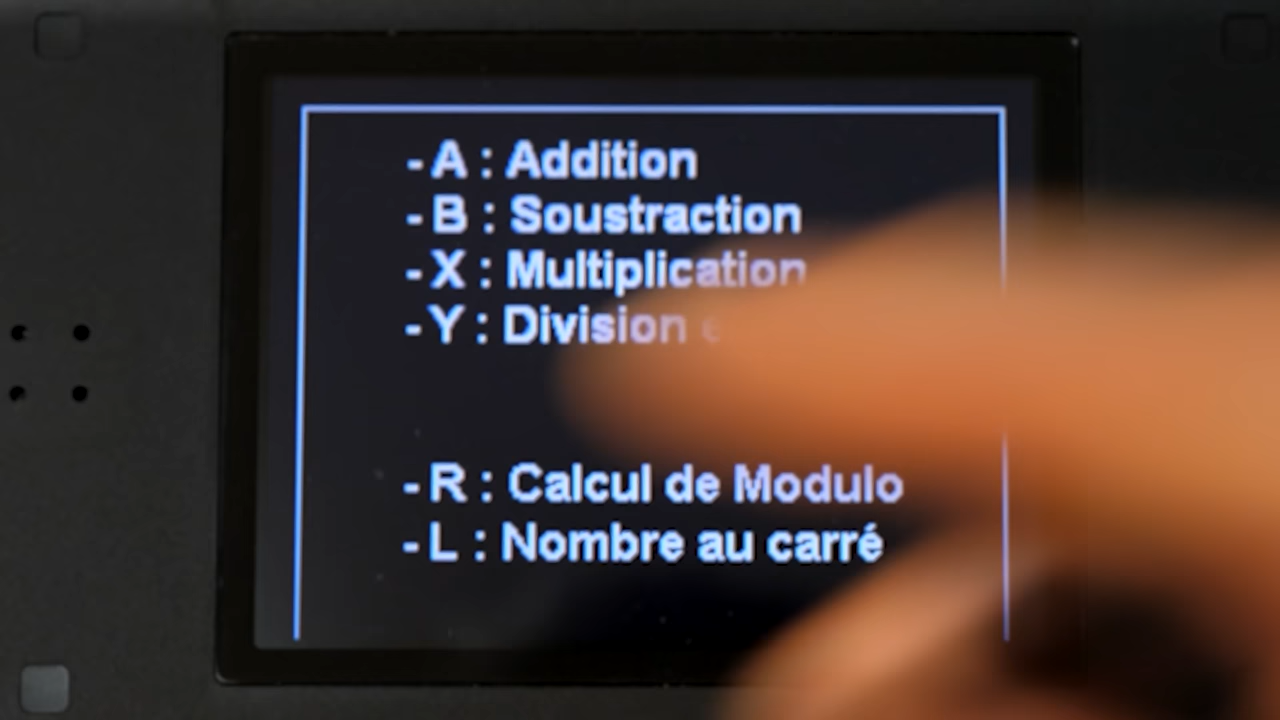 - A : Addition
- B : Soustraction
- X : Multiplication
- Y : Division
- R : Calcul de Modulo
- L : Nombre au carré